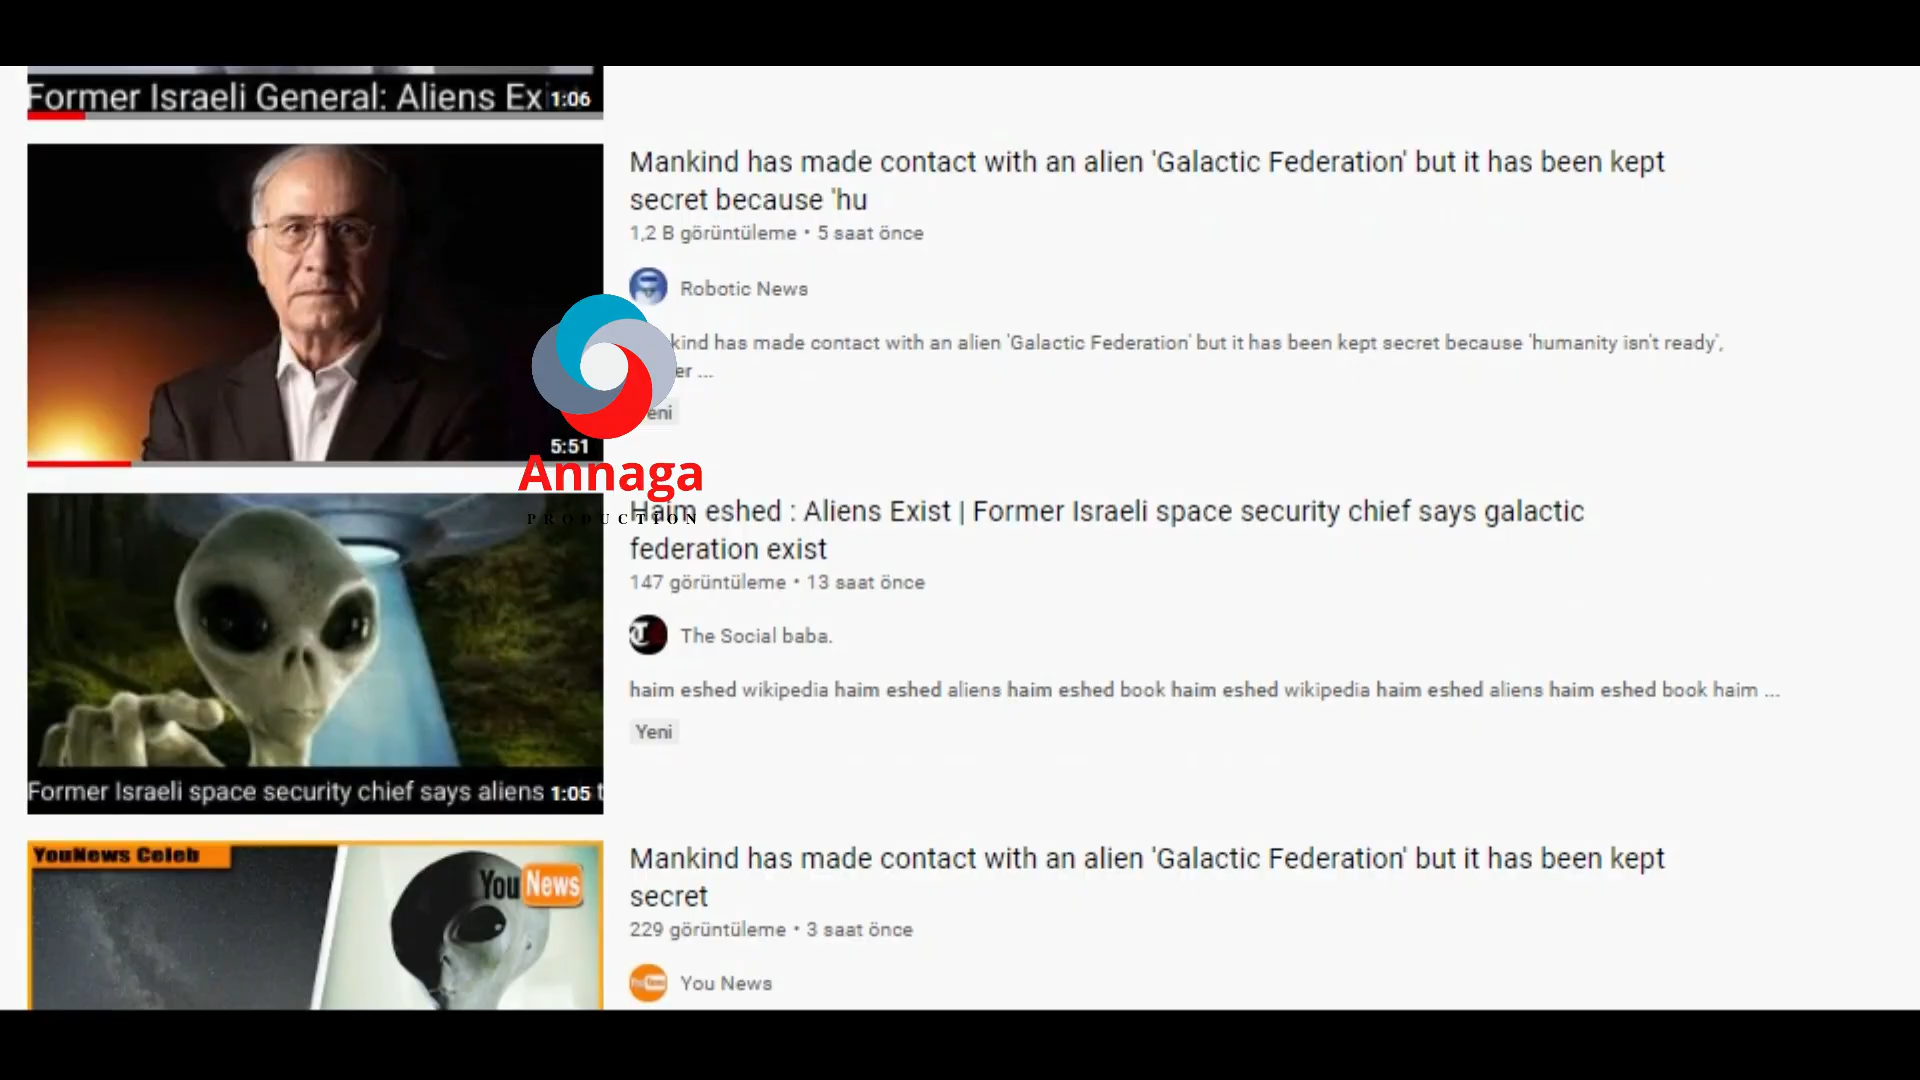 Former Israeli General: Aliens Ex
1:06
Mankind has made contact with an alien 'Galactic Federation' but it has been kept
secret because 'hu
1,2 B görüntüleme • 5 saat önce
Robotic News
kind has made contact with an alien 'Galactic Federation' but it has been kept secret because 'humanity isn't ready',
er ...
eni
5:51
Annaga
PRODUCTION
Haim eshed : Aliens Exist | Former Israeli space security chief says galactic
federation exist
147 görüntüleme • 13 saat önce
The Social baba.
haim eshed wikipedia haim eshed aliens haim eshed book haim eshed wikipedia haim eshed aliens haim eshed book haim ...
Yeni
Former Israeli space security chief says aliens
1:05
YouNews Celeb
You News
Mankind has made contact with an alien 'Galactic Federation' but it has been kept
secret
229 görüntüleme • 3 saat önce
You News